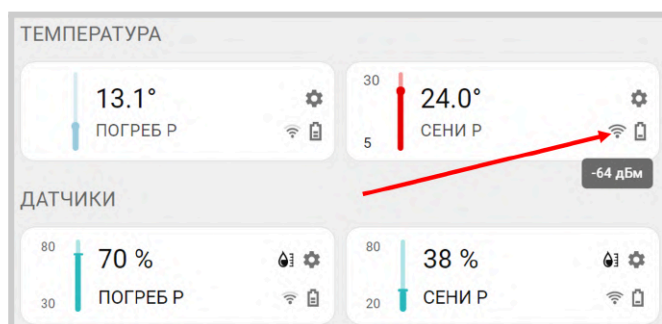 ТЕМПЕРАТУРА
13.1°
ПОГРЕБ Р
30
24.0°
СЕНИ Р
5
-64 дБм
ДАТЧИКИ
80
70 %
ПОГРЕБ Р
30
80
38 %
СЕНИ Р
20